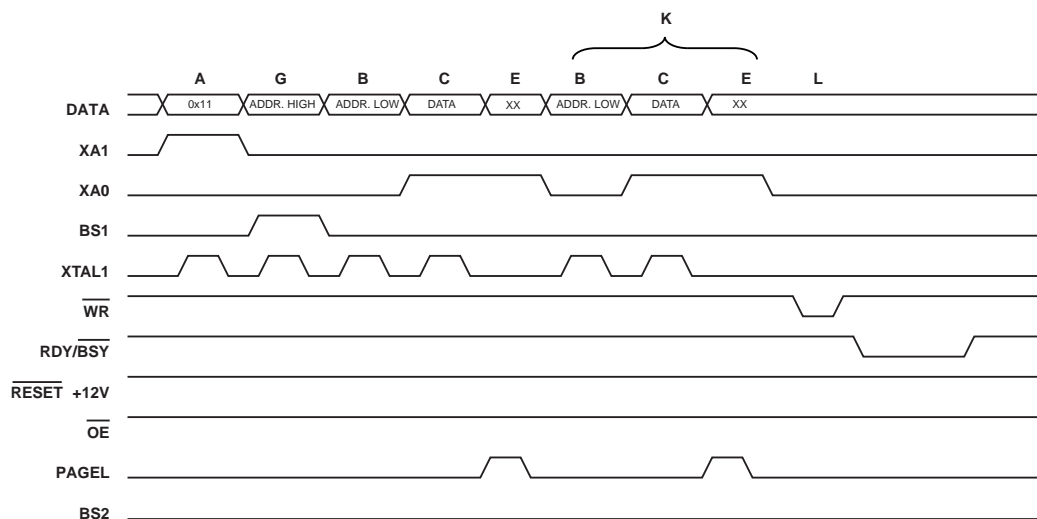 K
A G B C E B C E L
DATA 0x11 ADDR. HIGH ADDR. LOW DATA XX ADDR. LOW DATA XX
XA1
XA0
BS1
XTAL1
WR
RDY/BSY
RESET +12V
OE
PAGEL
BS2